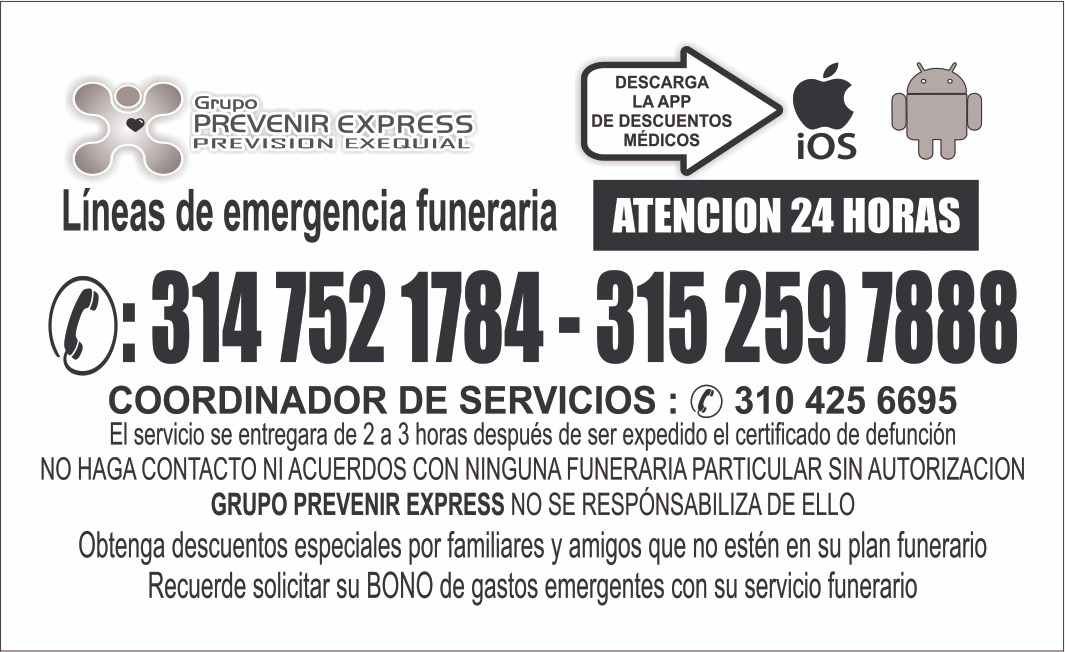 Grupo
PREVENIR EXPRESS
PREVISION EXEQUIAL
DESCARGA
LA APP
DE DESCUENTOS
MÉDICOS
iOS
Líneas de emergencia funeraria
ATENCION 24 HORAS
: 314 752 1784 - 315 259 7888
COORDINADOR DE SERVICIOS : 310 425 6695
El servicio se entregara de 2 a 3 horas después de ser expedido el certificado de defunción
NO HAGA CONTACTO NI ACUERDOS CON NINGUNA FUNERARIA PARTICULAR SIN AUTORIZACION
GRUPO PREVENIR EXPRESS NO SE RESPÓNSABILIZA DE ELLO
Obtenga descuentos especiales por familiares y amigos que no estén en su plan funerario
Recuerde solicitar su BONO de gastos emergentes con su servicio funerario